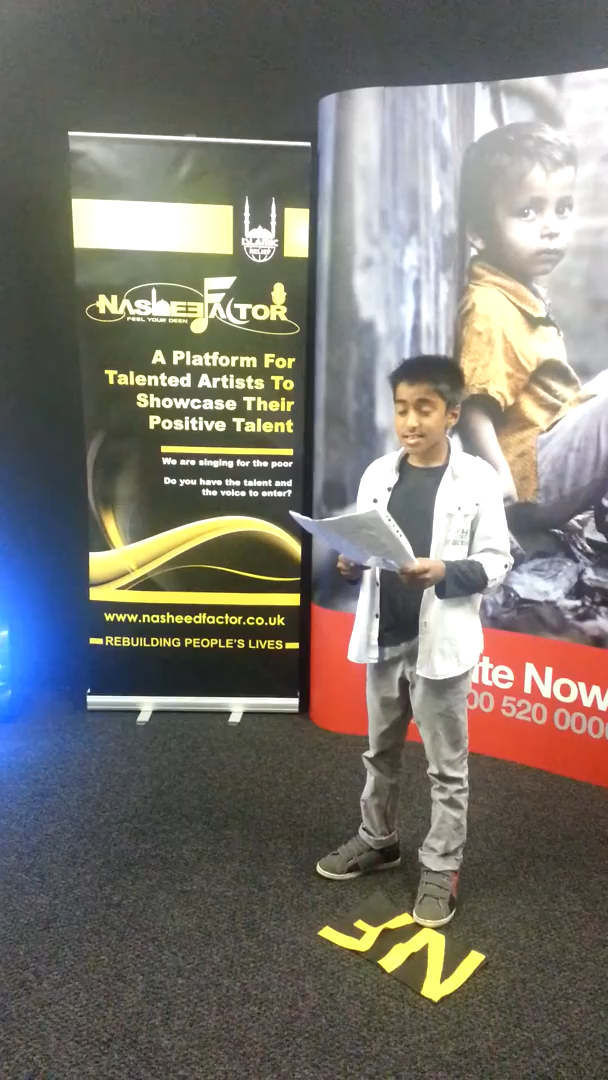 ISLAMIC
RELIEF
NASHEEDFACTOR
FEEL YOUR DEEN
A Platform For
Talented Artists To
Showcase Their
Positive Talent
We are singing for the poor
Do you have the talent and
the voice to enter?
www.nasheedfactor.co.uk
REBUILDING PEOPLE'S LIVES
ate Now
00 520 0000
NF